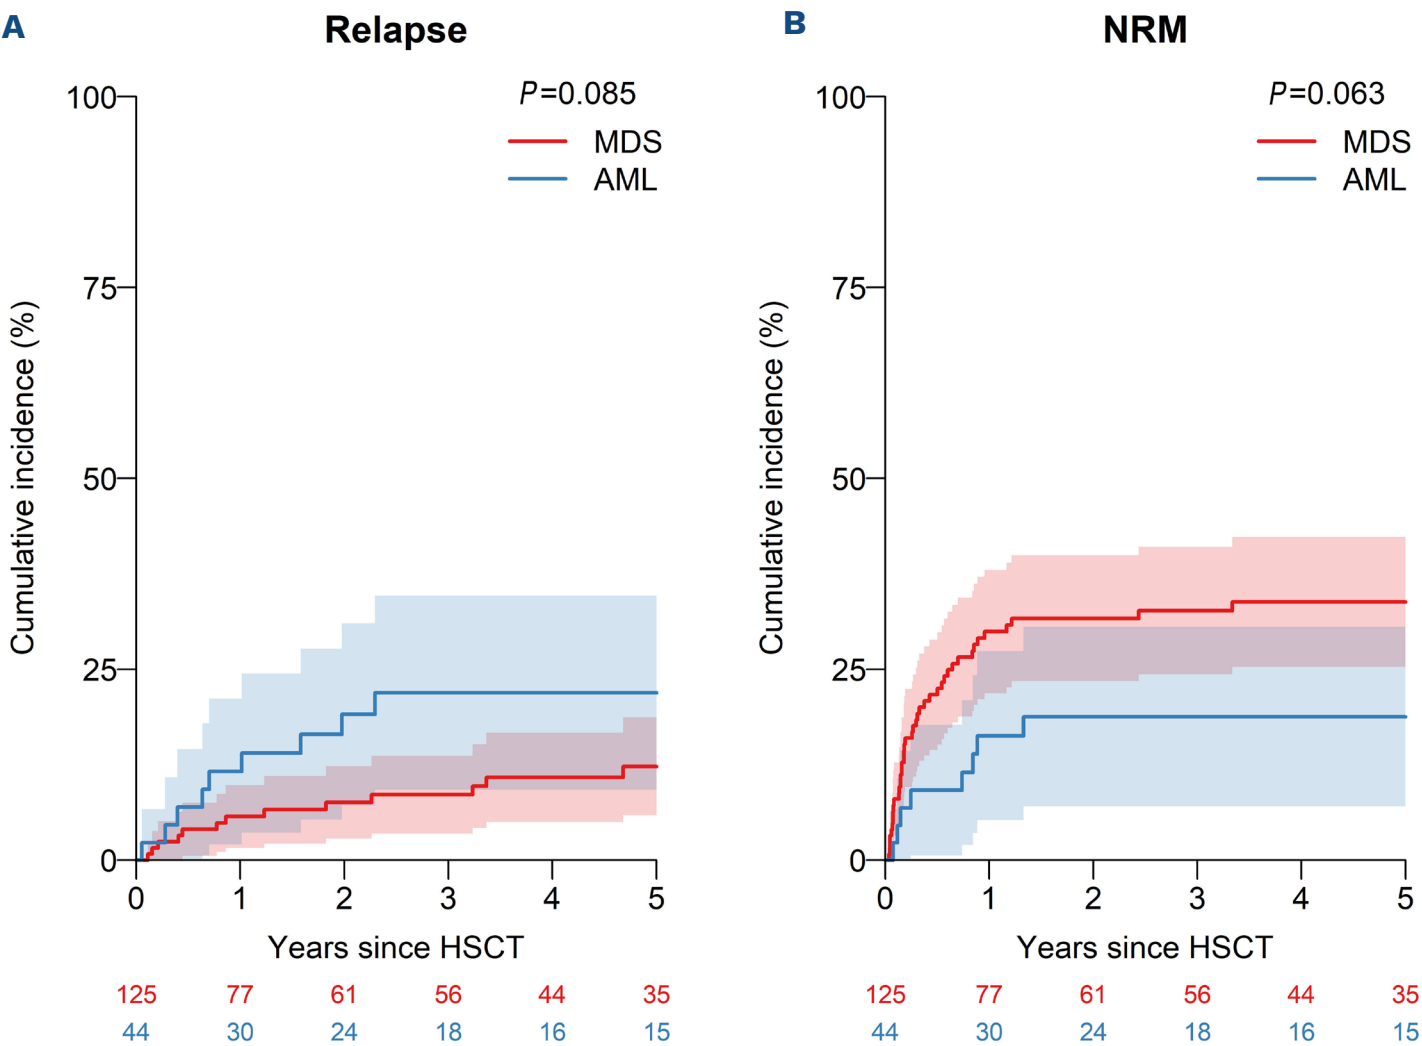 A
Relapse
P=0.085
MDS
AML
Cumulative incidence (%)
100
75
50
25
0
0 1 2 3 4 5
Years since HSCT
125 77 61 56 44 35
44 30 24 18 16 15
B
NRM
P=0.063
MDS
AML
Cumulative incidence (%)
100
75
50
25
0
0 1 2 3 4 5
Years since HSCT
125 77 61 56 44 35
44 30 24 18 16 15